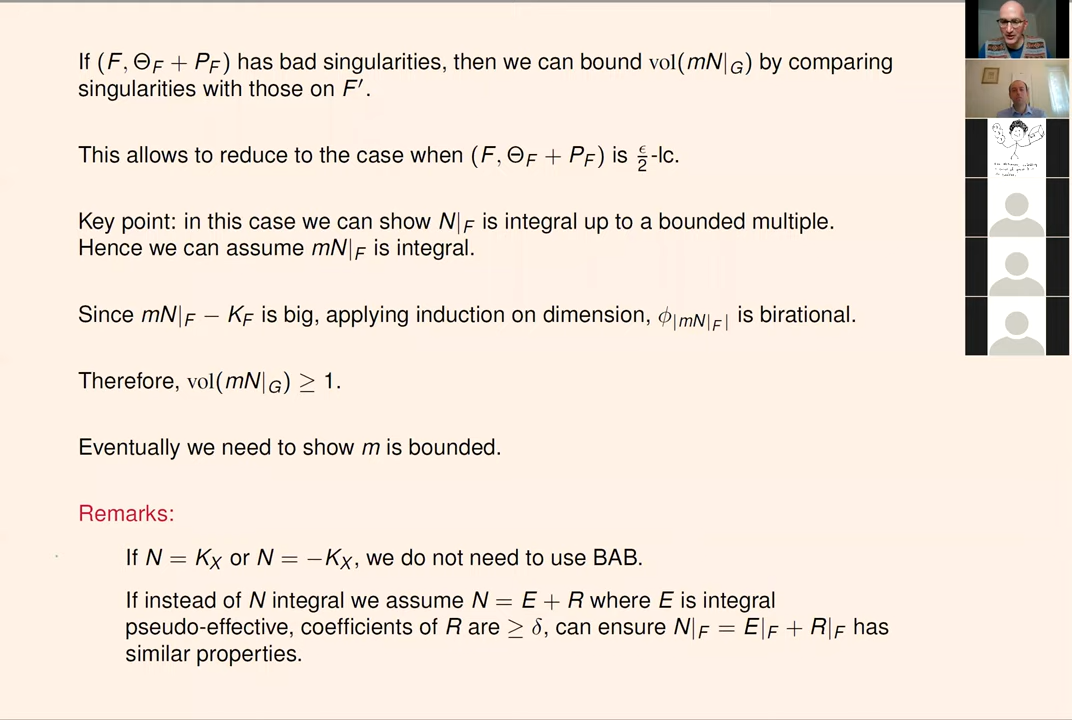 If (F, Θ_F + P_F) has bad singularities, then we can bound vol(mN|_G) by comparing
singularities with those on F′.
This allows to reduce to the case when (F, Θ_F + P_F) is ε/2-lc.
Key point: in this case we can show N|_F is integral up to a bounded multiple.
Hence we can assume mN|_F is integral.
Since mN|_F − K_F is big, applying induction on dimension, ϕ_{|mN|_F|} is birational.
Therefore, vol(mN|_G) ≥ 1.
Eventually we need to show m is bounded.
Remarks:
If N = K_X or N = −K_X, we do not need to use BAB.
If instead of N integral we assume N = E + R where E is integral
pseudo-effective, coefficients of R are ≥ δ, can ensure N|_F = E|_F + R|_F has
similar properties.